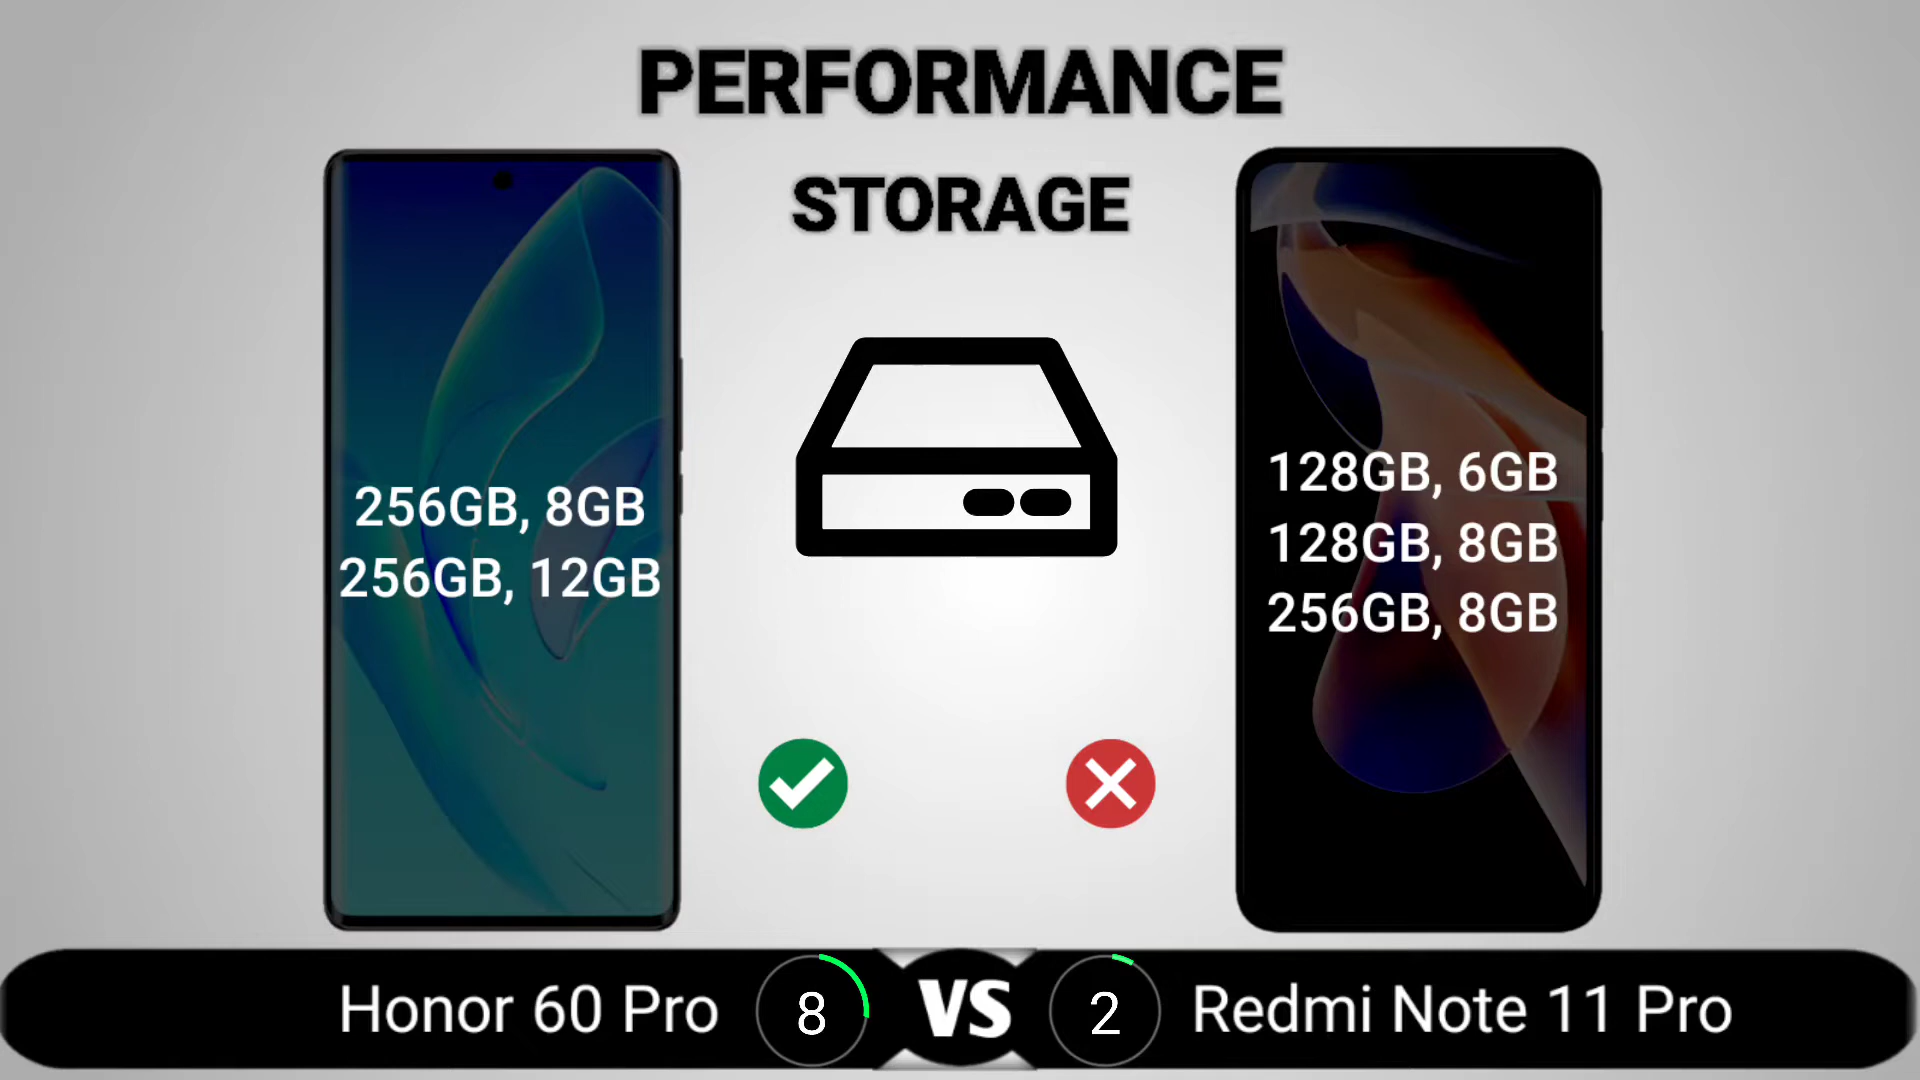 PERFORMANCE
STORAGE
256GB, 8GB
256GB, 12GB
128GB, 6GB
128GB, 8GB
256GB, 8GB
Honor 60 Pro
8
VS
2
Redmi Note 11 Pro